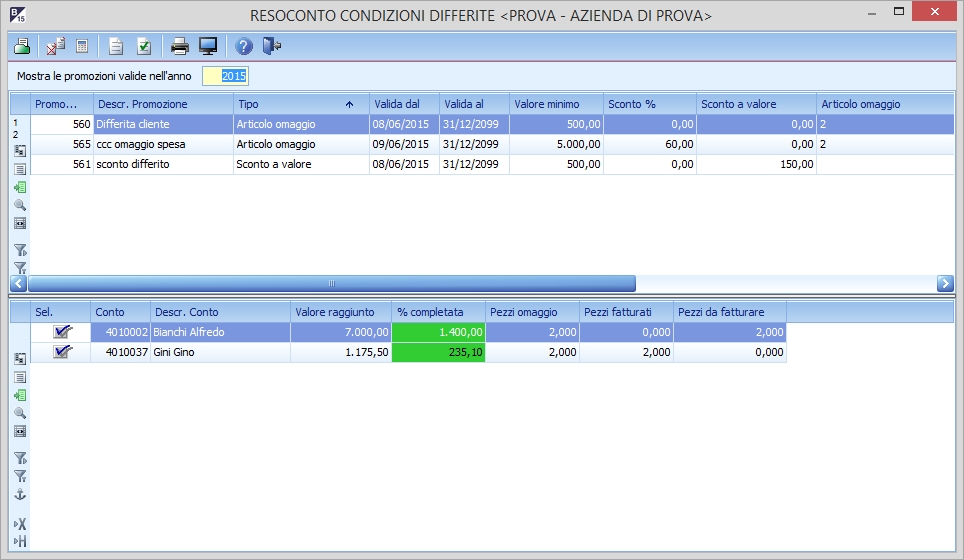 B 15 RESOCONTO CONDIZIONI DIFFERITE <PROVA - AZIENDA DI PROVA>
Mostra le promozioni valide nell'anno 2015
Promo... Descr. Promozione Tipo Valida dal Valida al Valore minimo Sconto % Sconto a valore Articolo omaggio
1 560 Differita cliente Articolo omaggio 08/06/2015 31/12/2099 500,00 0,00 0,00 2
2 565 ccc omaggio spesa Articolo omaggio 09/06/2015 31/12/2099 5.000,00 60,00 0,00 2
561 sconto differito Sconto a valore 08/06/2015 31/12/2099 500,00 0,00 150,00
Sel. Conto Descr. Conto Valore raggiunto % completata Pezzi omaggio Pezzi fatturati Pezzi da fatturare
4010002 Bianchi Alfredo 7.000,00 1.400,00 2,000 0,000 2,000
4010037 Gini Gino 1.175,50 235,10 2,000 2,000 0,000